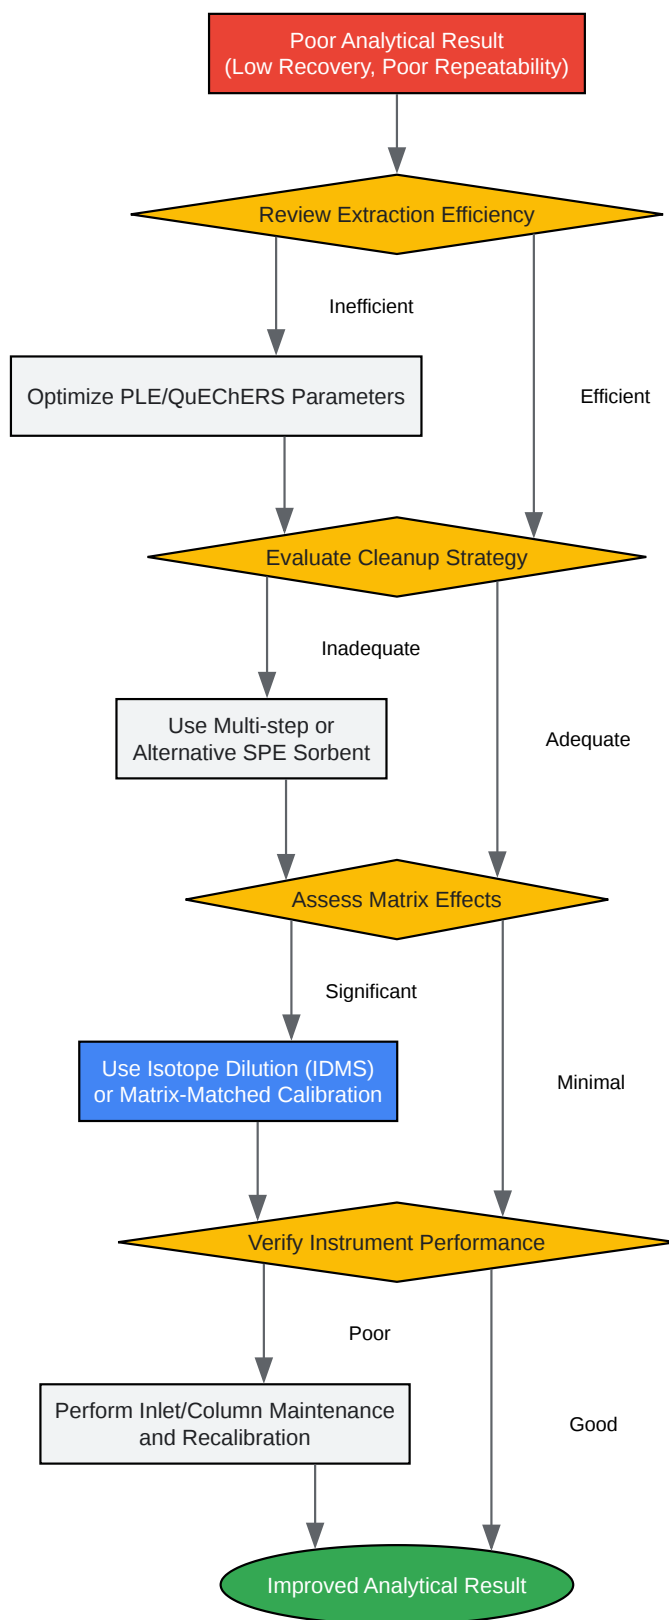 Poor Analytical Result
(Low Recovery, Poor Repeatability)
Review Extraction Efficiency
Inefficient
Optimize PLE/QuEChERS Parameters
Efficient
Evaluate Cleanup Strategy
Inadequate
Use Multi-step or
Alternative SPE Sorbent
Adequate
Assess Matrix Effects
Significant
Use Isotope Dilution (IDMS)
or Matrix-Matched Calibration
Minimal
Verify Instrument Performance
Poor
Perform Inlet/Column Maintenance
and Recalibration
Good
Improved Analytical Result